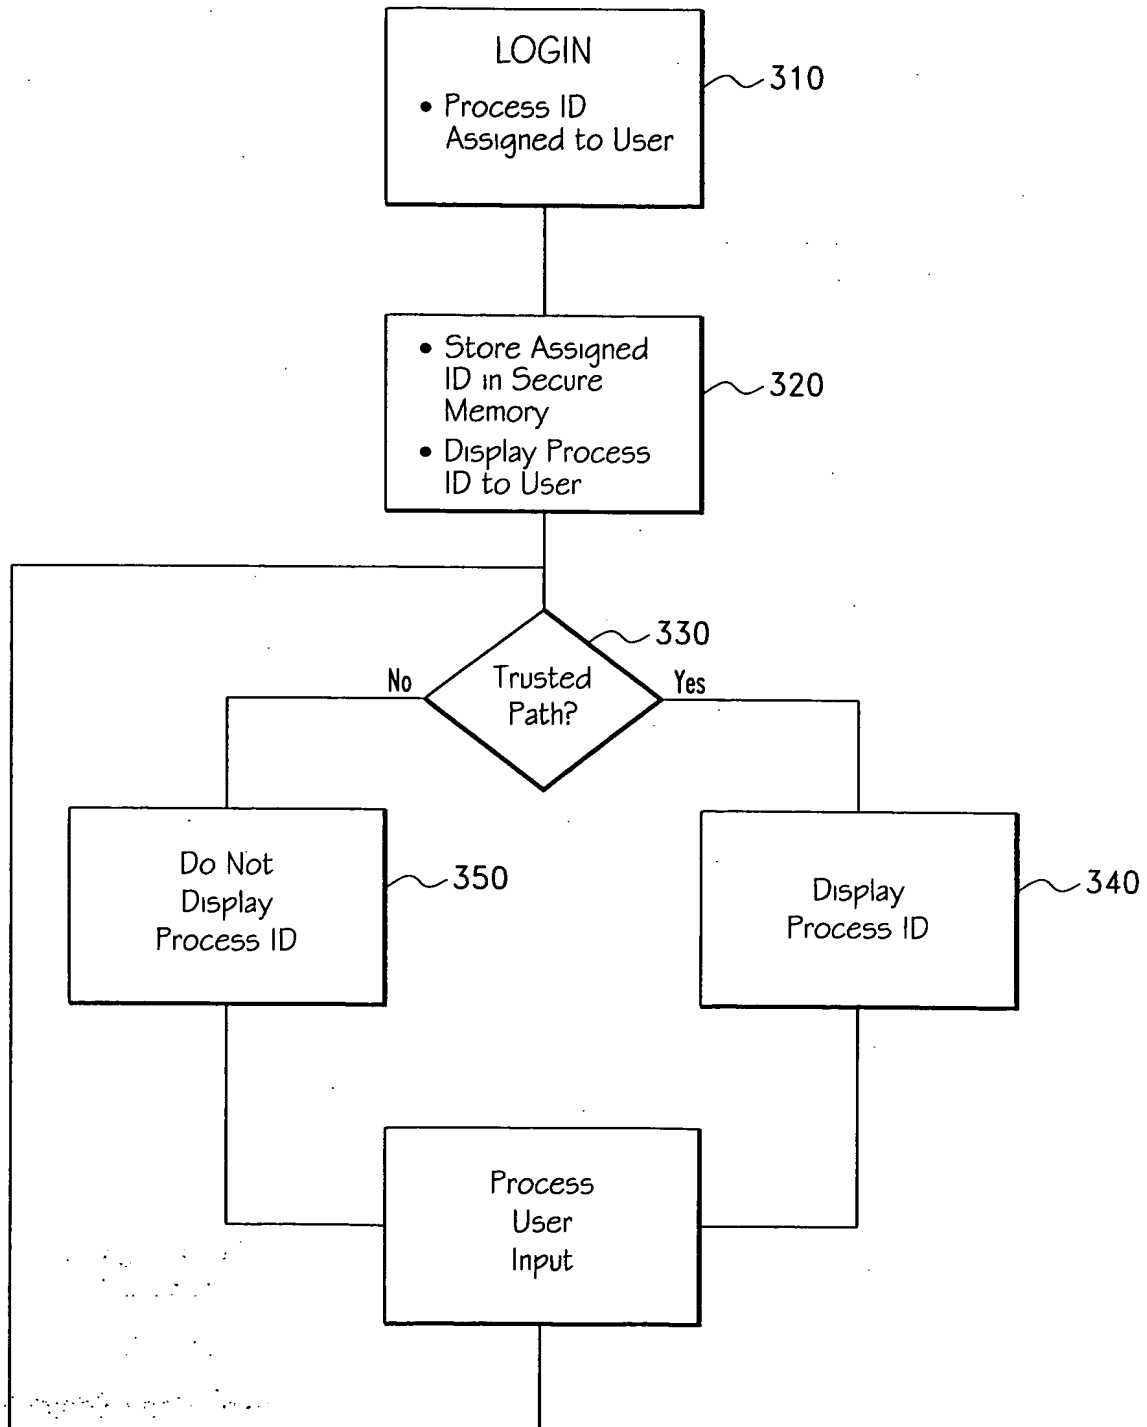 LOGIN
• Process ID
Assigned to User
310
• Store Assigned
ID in Secure
Memory
• Display Process
ID to User
320
330
No
Trusted
Path?
Yes
Do Not
Display
Process ID
350
Display
Process ID
340
Process
User
Input